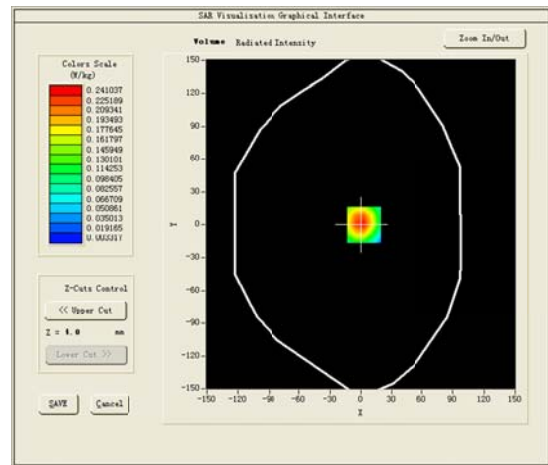 SAR Visualisation Graphical Interface
Volume Radiated Intensity
Zoom In/Out
Colors Scale
(W/kg)
0.241037
0.225189
0.209341
0.193493
0.177645
0.161797
0.145949
0.130101
0.114253
0.098405
0.082557
0.066709
0.050861
0.035013
0.019165
0.003317
Z-Cuts Control
<< Upper Cut
Z = 4.0 mm
Lower Cut >>
SAVE Cancel
150
120
90
60
30
0
-30
-60
-90
-120
-150
Y
-150 -120 -90 -60 -30 0 30 60 90 120 150
X